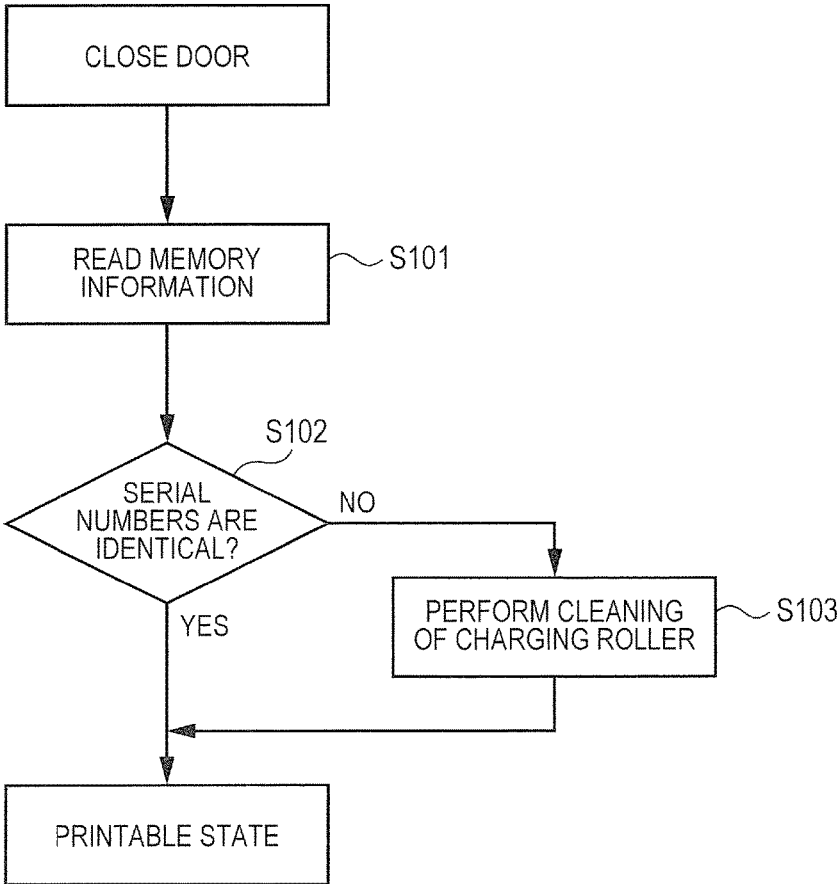 CLOSE DOOR
READ MEMORY
INFORMATION
S101
S102
SERIAL
NUMBERS ARE
IDENTICAL?
NO
YES
PERFORM CLEANING
OF CHARGING ROLLER
S103
PRINTABLE STATE